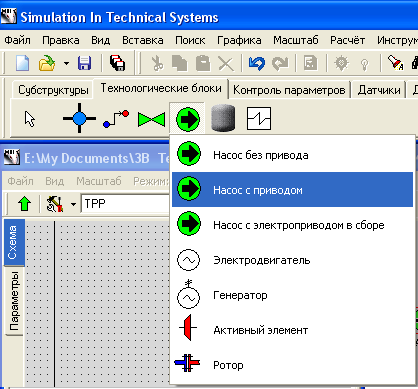 Simulation In Technical Systems
Файл Правка Вид Вставка Поиск Графика Масштаб Расчёт Инструм
Субструктуры Технологические блоки Контроль параметров Датчики
E:\My Documents\3В Те
Файл Вид Масштаб Режим:
TPP
Схема
Параметры
Насос без привода
Насос с приводом
Насос с электроприводом в сборе
Электродвигатель
Генератор
Активный элемент
Ротор